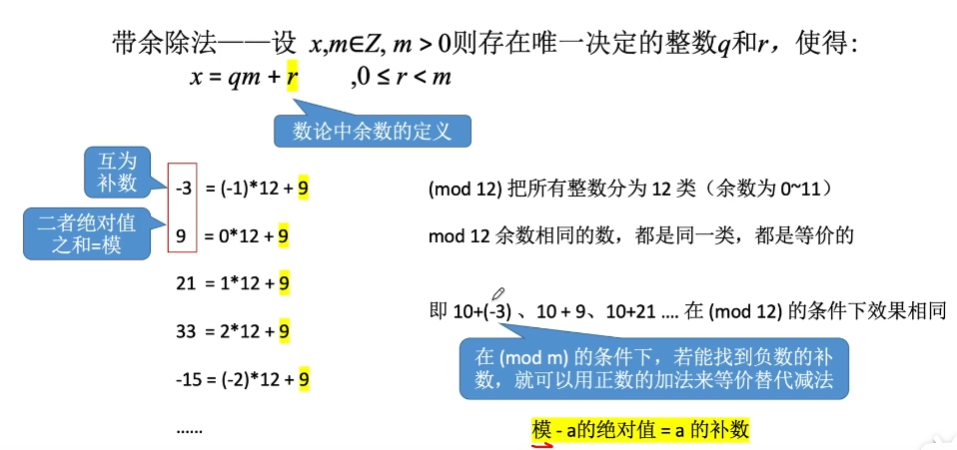 带余除法——设 x,m∈Z, m > 0则存在唯一决定的整数q和r，使得:
x = qm + r ,0 ≤ r < m
数论中余数的定义
互为
补数
二者绝对值
之和=模
-3 = (-1)*12 + 9
9 = 0*12 + 9
21 = 1*12 + 9
33 = 2*12 + 9
-15 = (-2)*12 + 9
......
(mod 12) 把所有整数分为 12 类（余数为 0~11）
mod 12 余数相同的数，都是同一类，都是等价的
即 10+(-3) 、10 + 9、10+21 .... 在 (mod 12) 的条件下效果相同
在 (mod m) 的条件下，若能找到负数的补
数，就可以用正数的加法来等价替代减法
模 - a的绝对值 = a 的补数